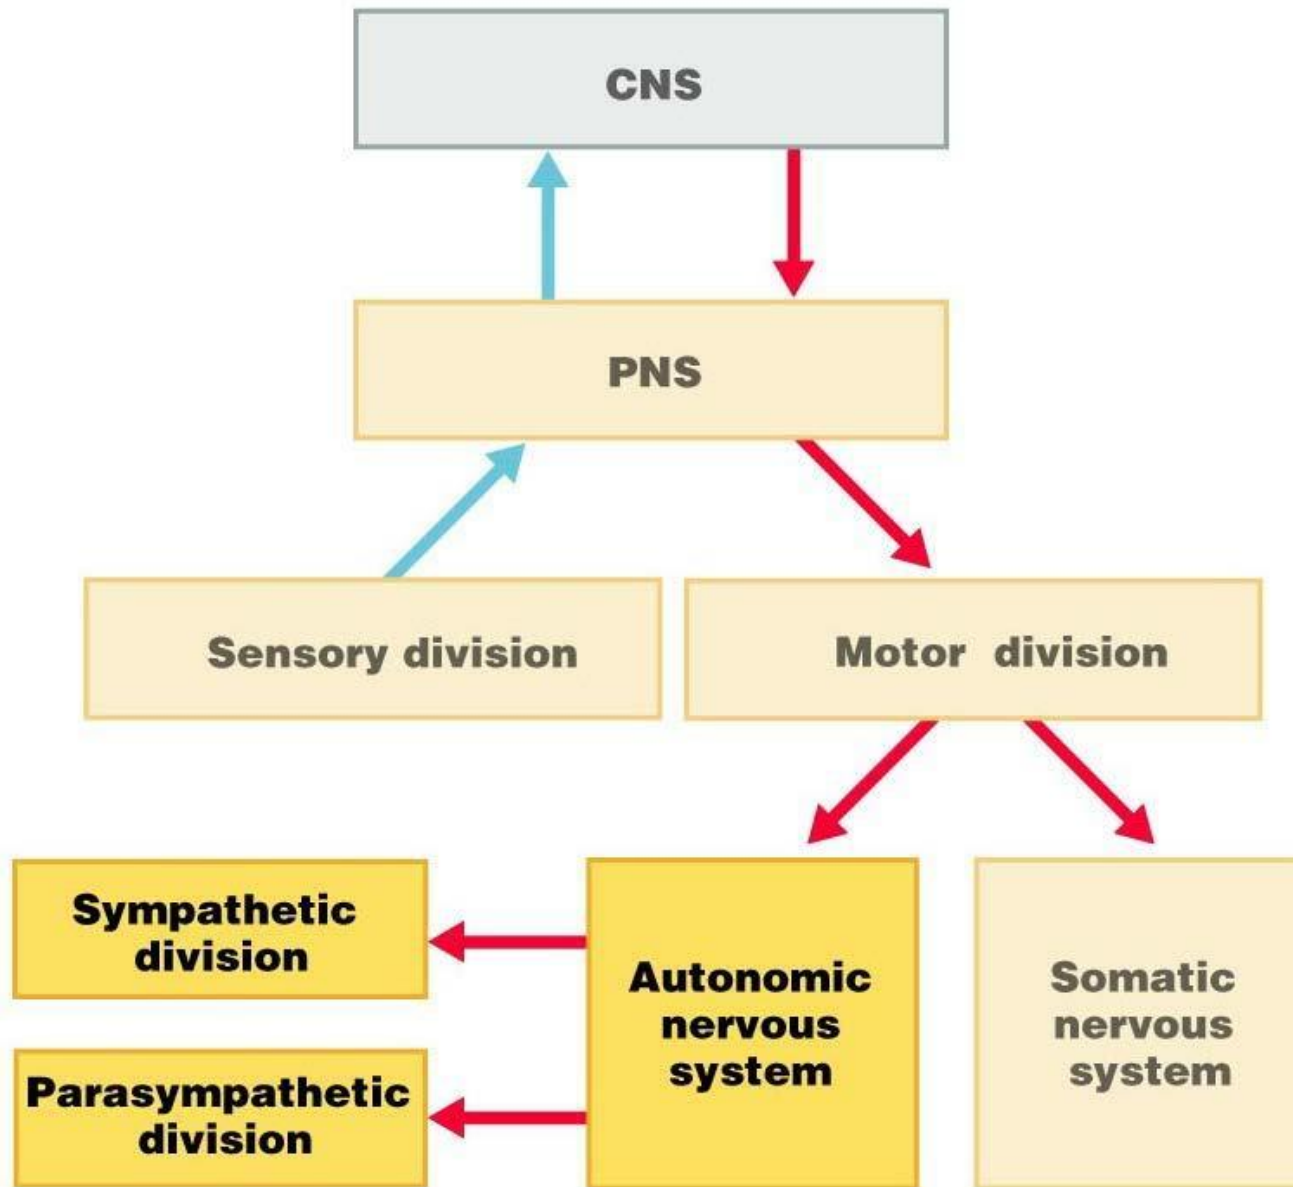 CNS
PNS
Sensory division
Motor division
Sympathetic
division
Autonomic
nervous
system
Somatic
nervous
system
Parasympathetic
division